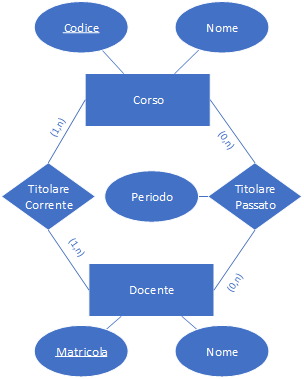 Codice
Nome
Corso
(1,n)
(0,n)
Titolare
Corrente
Periodo
Titolare
Passato
(1,n)
(0,n)
Docente
Matricola
Nome